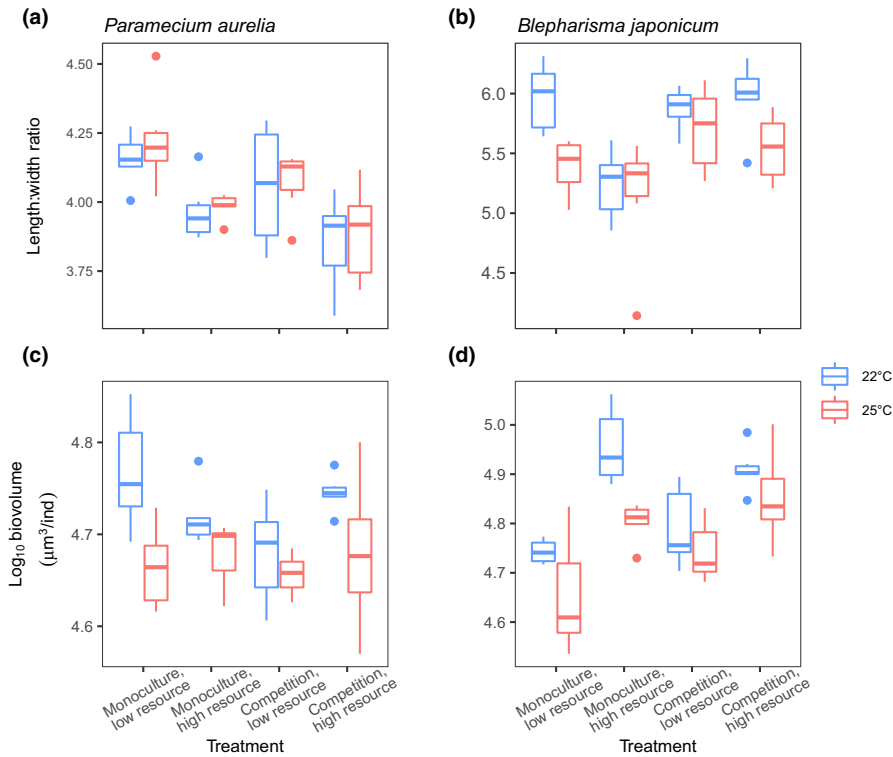 (a)
Paramecium aurelia
(b)
Blepharisma japonicum
Length:width ratio
4.50
4.25
4.00
3.75
6.0
5.5
5.0
4.5
(c)
(d)
22°C
25°C
Log10 biovolume
(μm³/ind)
4.8
4.7
4.6
5.0
4.9
4.8
4.7
4.6
Monoculture,
low resource
Monoculture,
high resource
Competition,
low resource
Competition,
high resource
Monoculture,
low resource
Monoculture,
high resource
Competition,
low resource
Competition,
high resource
Treatment
Treatment